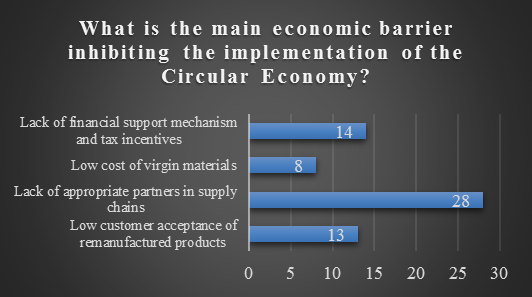 What is the main economic barrier
inhibiting the implementation of the
Circular Economy?
Lack of financial support mechanism
and tax incentives
14
Low cost of virgin materials
8
Lack of appropriate partners in supply
chains
28
Low customer acceptance of
remanufactured products
13
0 5 10 15 20 25 30